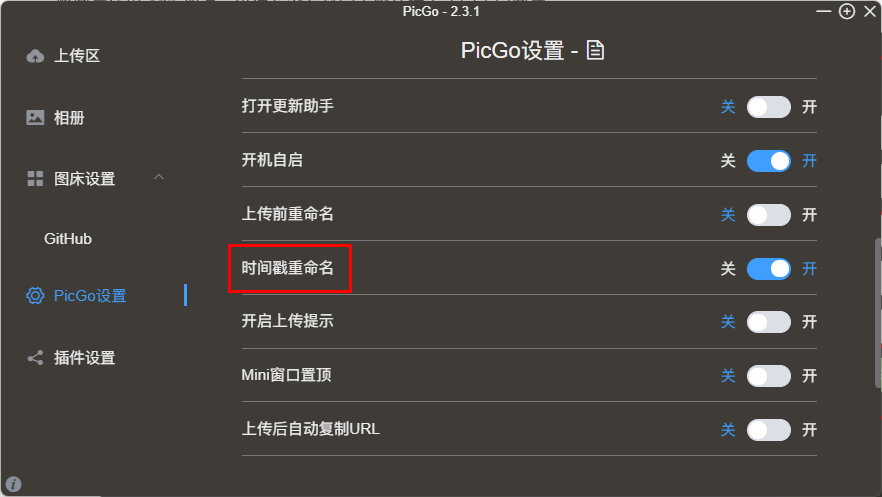 PicGo - 2.3.1
PicGo设置 -
上传区
相册
图床设置
GitHub
PicGo设置
插件设置
打开更新助手 关 开
开机自启 关 开
上传前重命名 关 开
时间戳重命名 关 开
开启上传提示 关 开
Mini窗口置顶 关 开
上传后自动复制URL 关 开